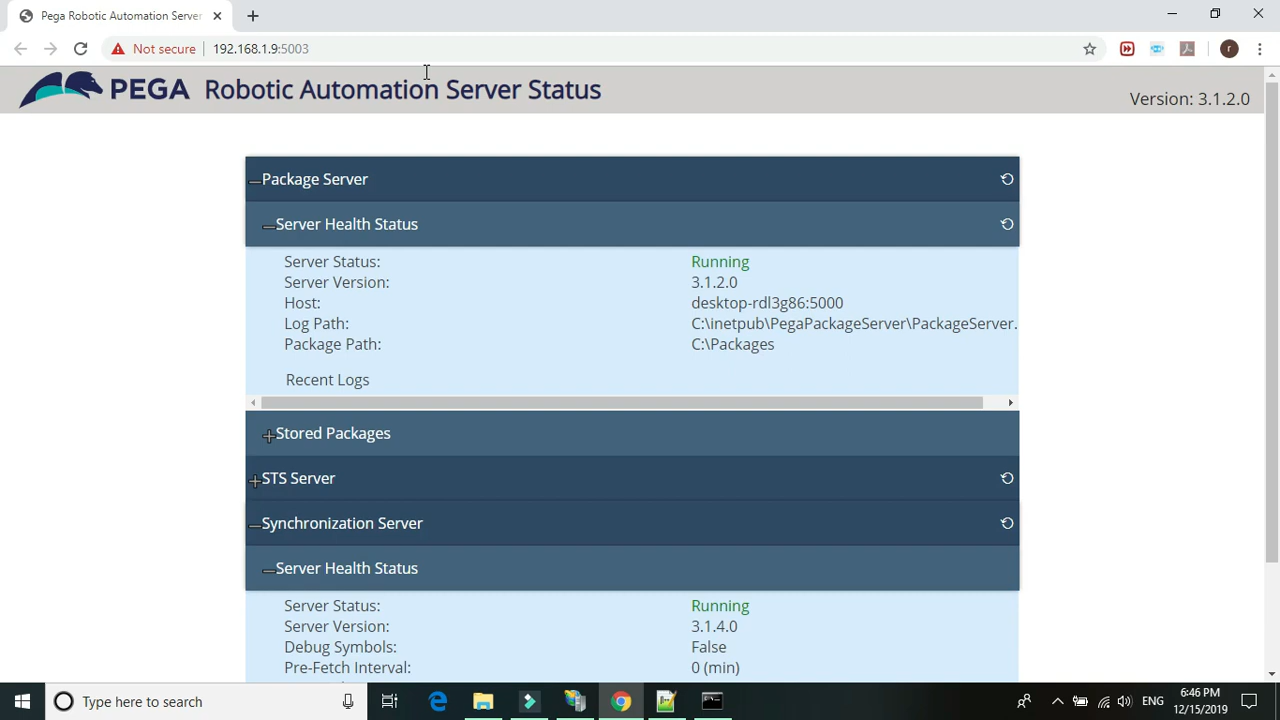 Pega Robotic Automation Server
Not secure 192.168.1.9:5003
r
PEGA Robotic Automation Server Status
Version: 3.1.2.0
Package Server
Server Health Status
Server Status: Running
Server Version: 3.1.2.0
Host: desktop-rdl3g86:5000
Log Path: C:\inetpub\PegaPackageServer\PackageServer.
Package Path: C:\Packages
Recent Logs
Stored Packages
STS Server
Synchronization Server
Server Health Status
Server Status: Running
Server Version: 3.1.4.0
Debug Symbols: False
Pre-Fetch Interval: 0 (min)
Type here to search
ENG
6:46 PM
12/15/2019